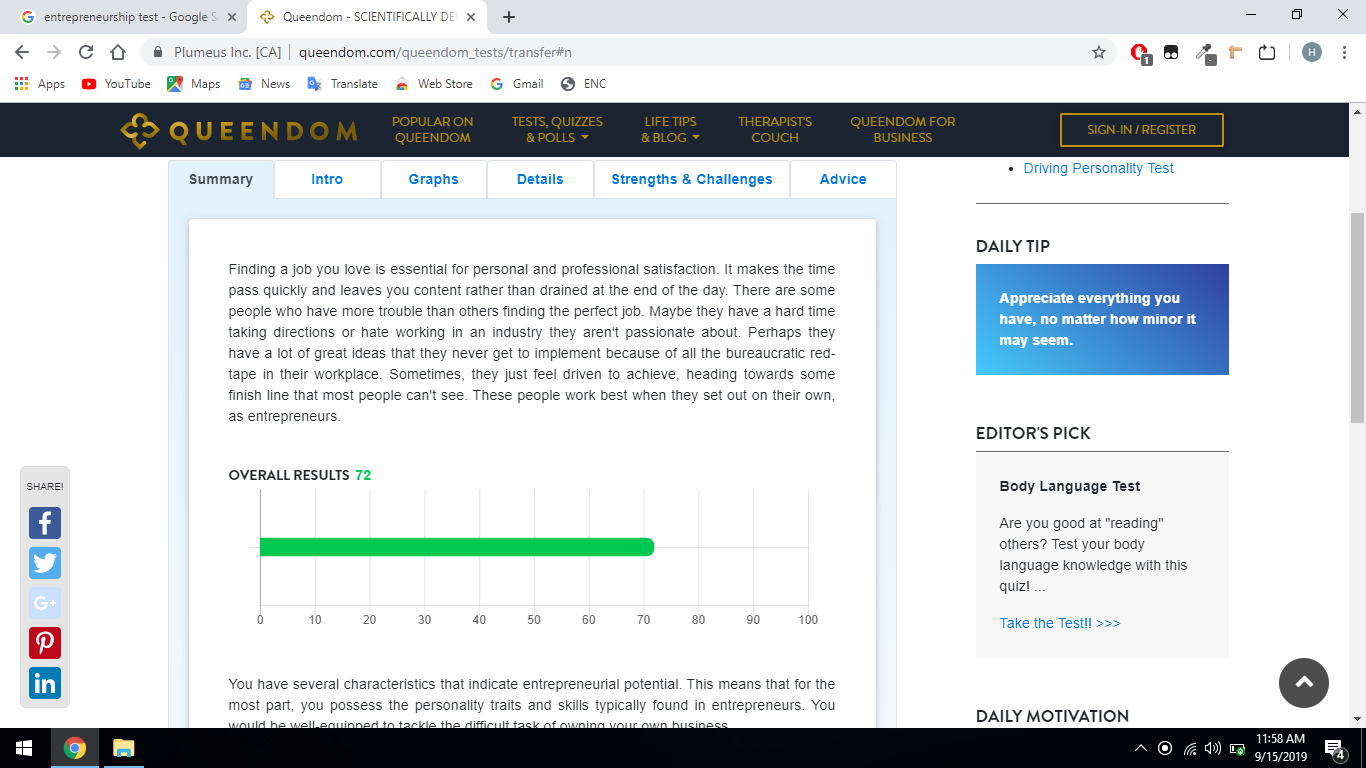 entrepreneurship test - Google S
Queendom - SCIENTIFICALLY DE
Plumeus Inc. [CA] | queendom.com/queendom_tests/transfer#n
1
H
Apps YouTube Maps News Translate Web Store Gmail ENC
QUEENDOM
POPULAR ON
QUEENDOM
TESTS, QUIZZES
& POLLS
LIFE TIPS
& BLOG
THERAPIST'S
COUCH
QUEENDOM FOR
BUSINESS
SIGN-IN / REGISTER
Summary Intro Graphs Details Strengths & Challenges Advice
Finding a job you love is essential for personal and professional satisfaction. It makes the time
pass quickly and leaves you content rather than drained at the end of the day. There are some
people who have more trouble than others finding the perfect job. Maybe they have a hard time
taking directions or hate working in an industry they aren't passionate about. Perhaps they
have a lot of great ideas that they never get to implement because of all the bureaucratic red-
tape in their workplace. Sometimes, they just feel driven to achieve, heading towards some
finish line that most people can't see. These people work best when they set out on their own,
as entrepreneurs.
OVERALL RESULTS 72
0 10 20 30 40 50 60 70 80 90 100
You have several characteristics that indicate entrepreneurial potential. This means that for the
most part, you possess the personality traits and skills typically found in entrepreneurs. You
would be well-equipped to tackle the difficult task of owning your own business.
SHARE!
f
G+
in
• Driving Personality Test
DAILY TIP
Appreciate everything you
have, no matter how minor it
may seem.
EDITOR'S PICK
Body Language Test
Are you good at "reading"
others? Test your body
language knowledge with this
quiz! ...
Take the Test!! >>>
DAILY MOTIVATION
11:58 AM
9/15/2019
4